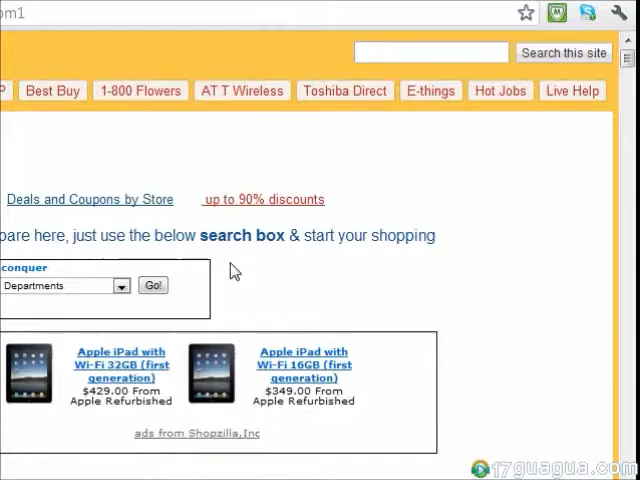 om1
Search this site
P
Best Buy
1-800 Flowers
AT T Wireless
Toshiba Direct
E-things
Hot Jobs
Live Help
Deals and Coupons by Store
up to 90% discounts
pare here, just use the below search box & start your shopping
conquer
Departments
Go!
Apple iPad with
Wi-Fi 32GB (first
generation)
$429.00 From
Apple Refurbished
Apple iPad with
Wi-Fi 16GB (first
generation)
$349.00 From
Apple Refurbished
ads from Shopzilla,Inc
17guagua.com